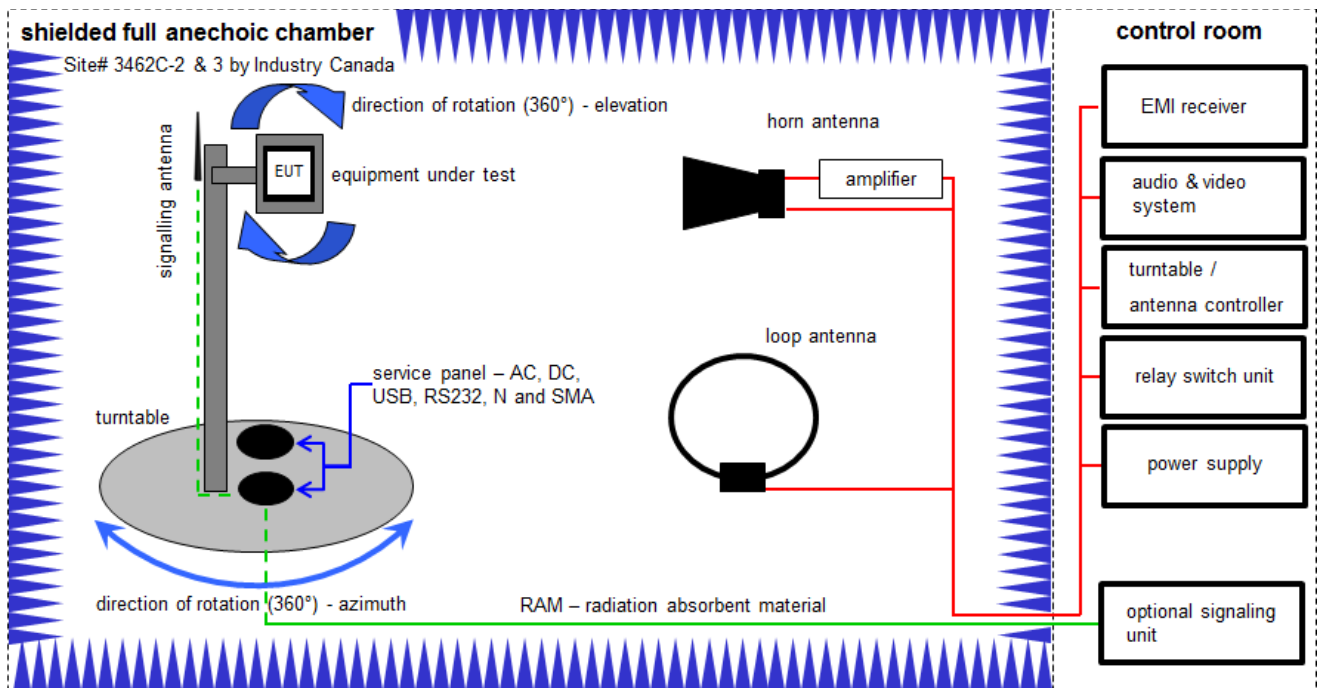 shielded full anechoic chamber
Site# 3462C-2 & 3 by Industry Canada
direction of rotation (360°) - elevation
signalling antenna
EUT
equipment under test
horn antenna
amplifier
loop antenna
service panel – AC, DC,
USB, RS232, N and SMA
turntable
direction of rotation (360°) - azimuth
RAM – radiation absorbent material
control room
EMI receiver
audio & video
system
turntable /
antenna controller
relay switch unit
power supply
optional signaling
unit